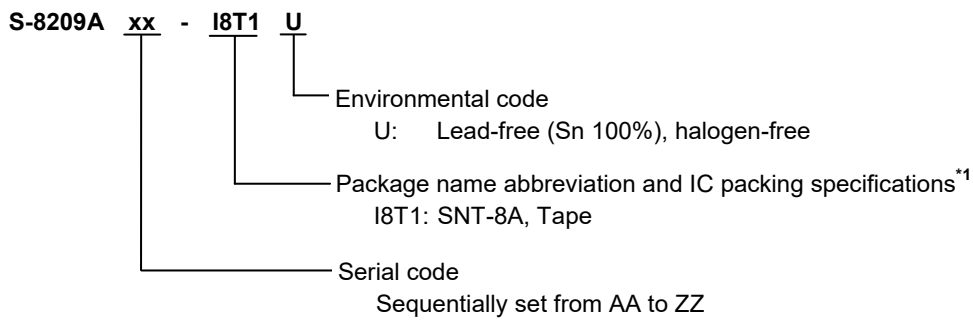 S-8209A xx - I8T1 U
Environmental code
U: Lead-free (Sn 100%), halogen-free
Package name abbreviation and IC packing specifications*1
I8T1: SNT-8A, Tape
Serial code
Sequentially set from AA to ZZ